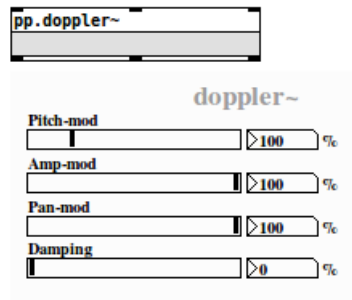 pp.doppler~
doppler~
Pitch-mod
100 %
Amp-mod
100 %
Pan-mod
100 %
Damping
0 %